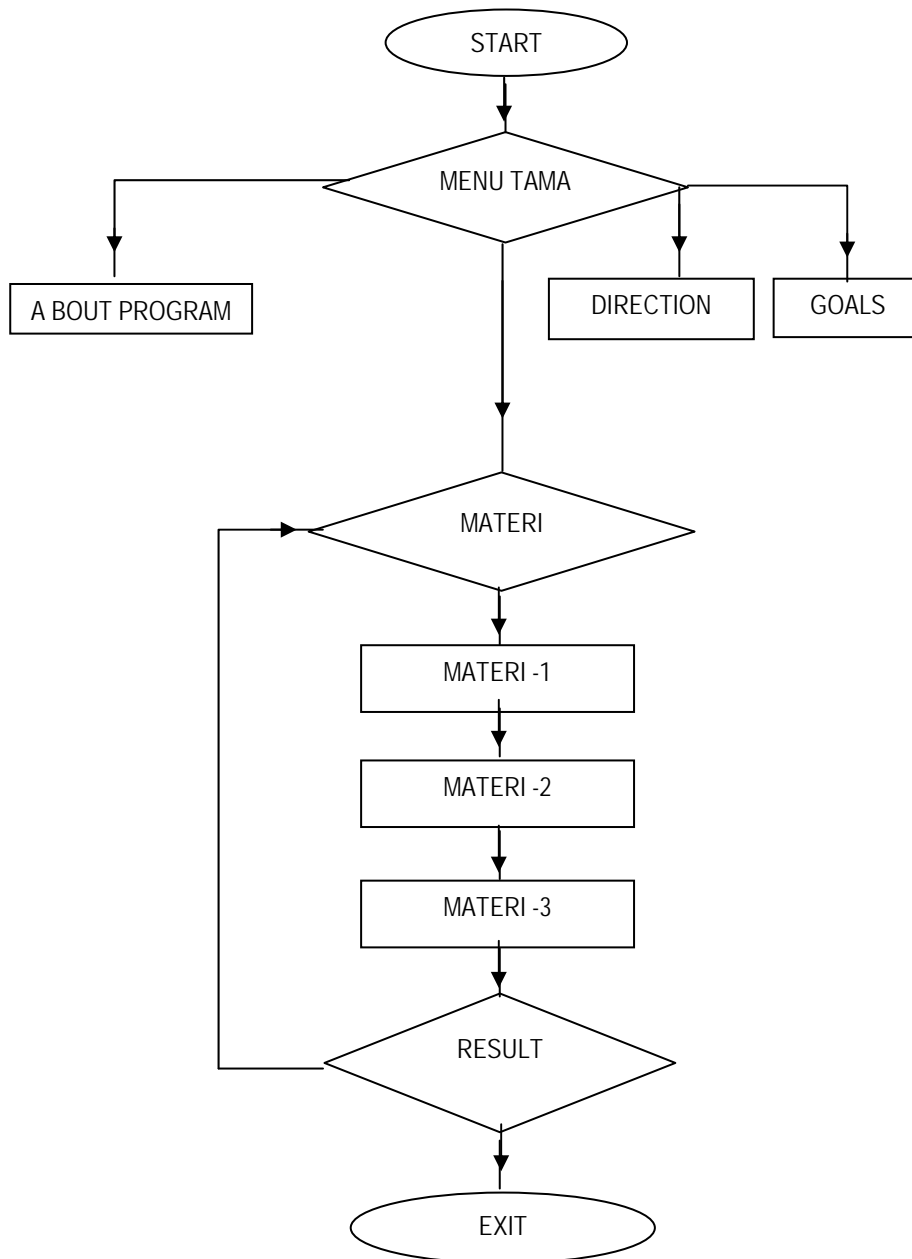 START
MENU TAMA
A BOUT PROGRAM
DIRECTION
GOALS
MATERI
MATERI -1
MATERI -2
MATERI -3
RESULT
EXIT